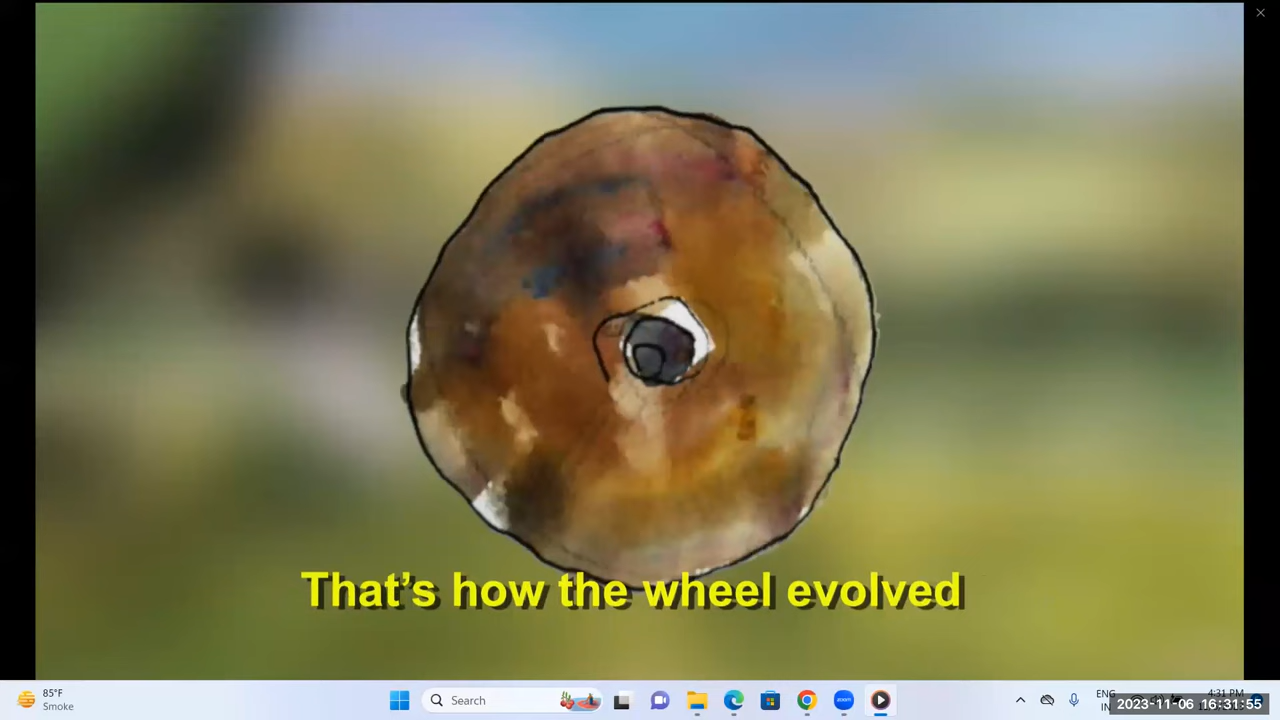 That's how the wheel evolved
85°F
Smoke
Search
zoom
ENG
IN
4:31 PM
2023-11-06 16:31:55